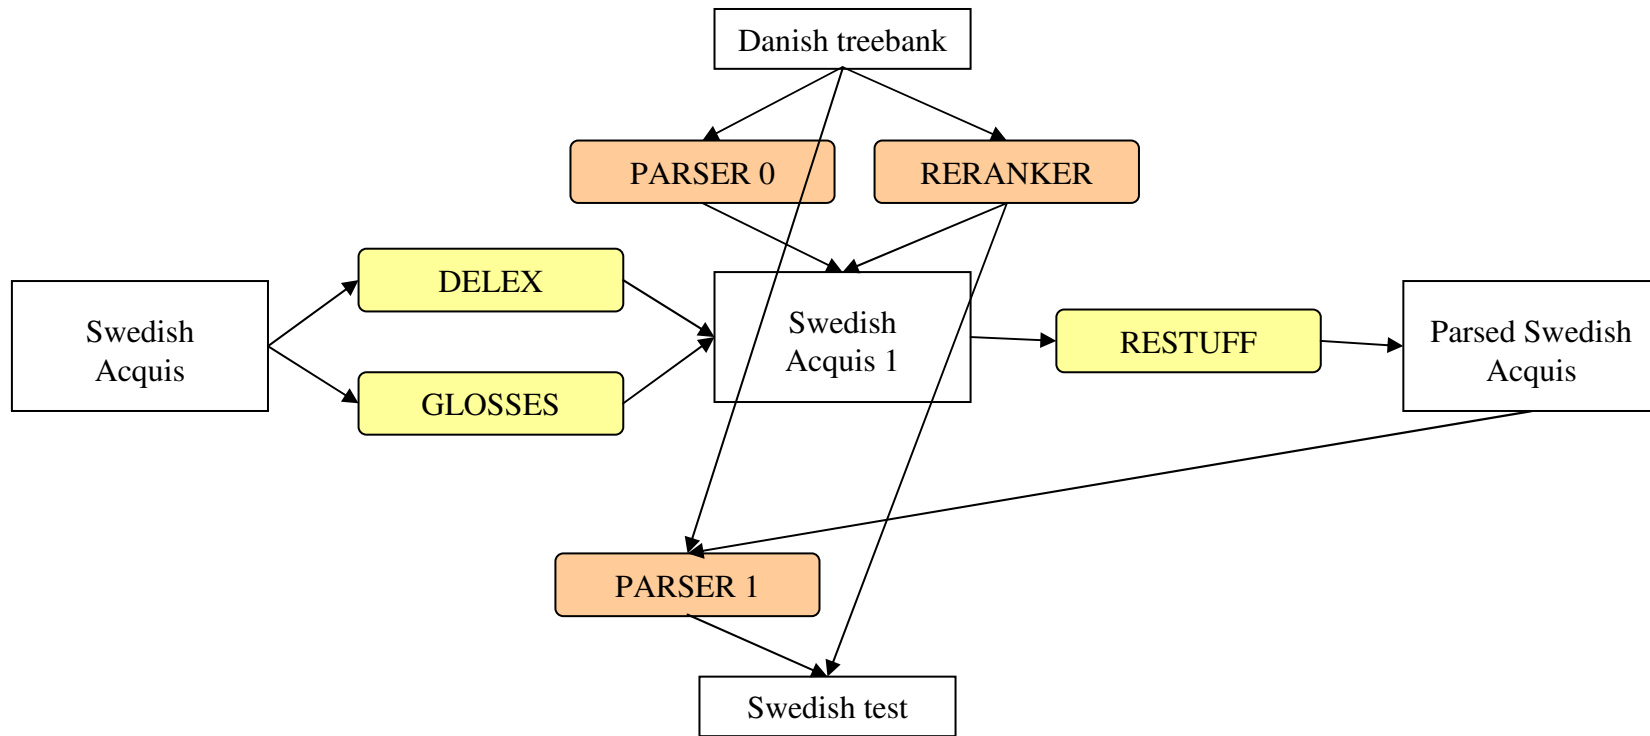 Danish treebank
PARSER 0
RERANKER
DELEX
Swedish
Acquis
Swedish
Acquis 1
RESTUFF
Parsed Swedish
Acquis
GLOSSES
PARSER 1
Swedish test